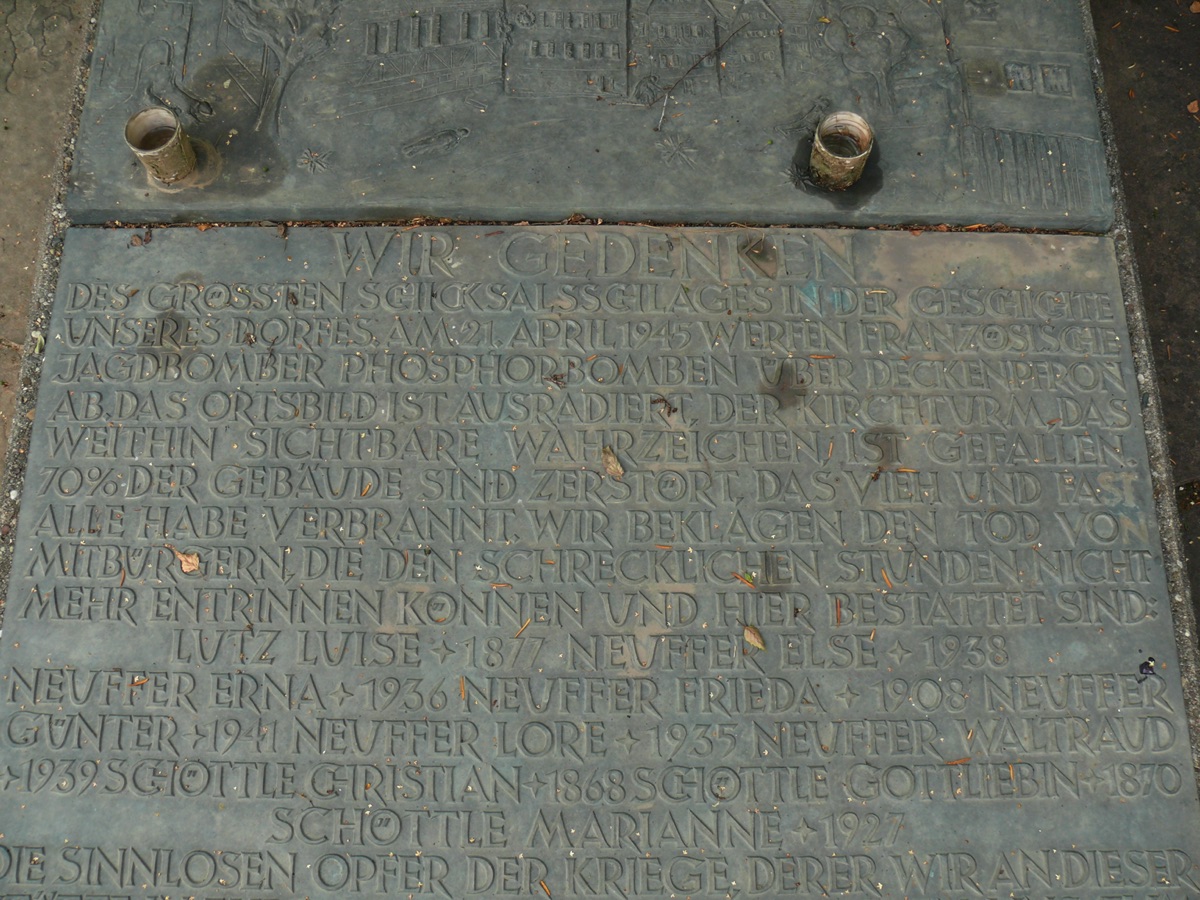 WIR GEDENKEN
DES GRÖSSTEN SCHICKSALSSCHLAGES IN DER GESCHICHTE
UNSERES DORFES. AM 21. APRIL 1945 WERFEN FRANZÖSISCHE
JAGDBOMBER PHOSPHORBOMBEN ÜBER DECKENPFRON
AB. DAS ORTSBILD IST AUSRADIERT, DER KIRCHTURM, DAS
WEITHIN SICHTBARE WAHRZEICHEN, IST GEFALLEN.
70% DER GEBÄUDE SIND ZERSTÖRT, DAS VIEH UND FAST
ALLE HABE VERBRANNT. WIR BEKLAGEN DEN TOD VON
MITBÜRGERN, DIE DEN SCHRECKLICHEN STUNDEN NICHT
MEHR ENTRINNEN KÖNNEN UND HIER BESTATTET SIND:
LUTZ LUISE ✦ 1877 NEUFFER ELSE ✦ 1938
NEUFFER ERNA ✦ 1936 NEUFFER FRIEDA ✦ 1908 NEUFFER
GÜNTER ✦ 1941 NEUFFER LORE ✦ 1935 NEUFFER WALTRAUD
✦ 1939 SCHÖTTLE CHRISTIAN ✦ 1868 SCHÖTTLE GOTTLIEBIN ✦ 1870
SCHÖTTLE MARIANNE ✦ 1927
DIE SINNLOSEN OPFER DER KRIEGE, DERER WIR AN DIESER